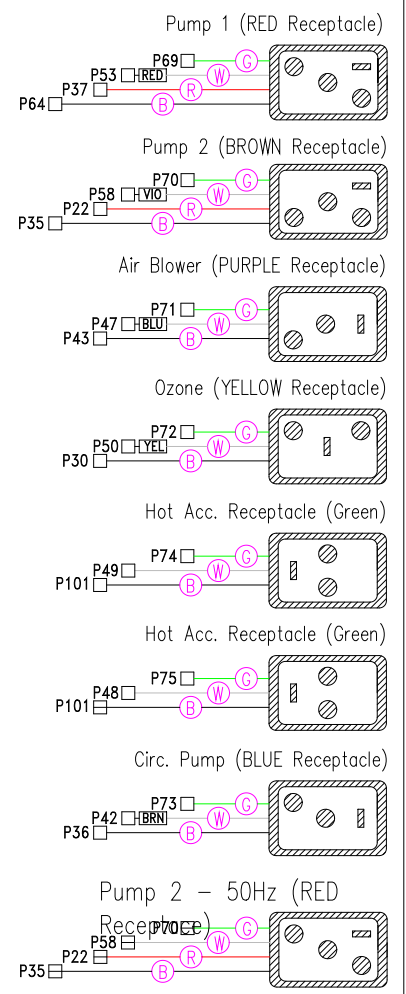 Pump 1 (RED Receptacle)
P69 G
P53 RED W
P37 R
P64 B
Pump 2 (BROWN Receptacle)
P70 G
P58 VIO W
P22 R
P35 B
Air Blower (PURPLE Receptacle)
P71 G
P47 BLU W
P43 B
Ozone (YELLOW Receptacle)
P72 G
P50 YEL W
P30 B
Hot Acc. Receptacle (Green)
P74 G
P49 W
P101 B
Hot Acc. Receptacle (Green)
P75 G
P48 W
P101 B
Circ. Pump (BLUE Receptacle)
P73 G
P42 BRN W
P36 B
Pump 2 - 50Hz (RED
Receptacle)
P70 G
P58 W
P22 R
P35 B